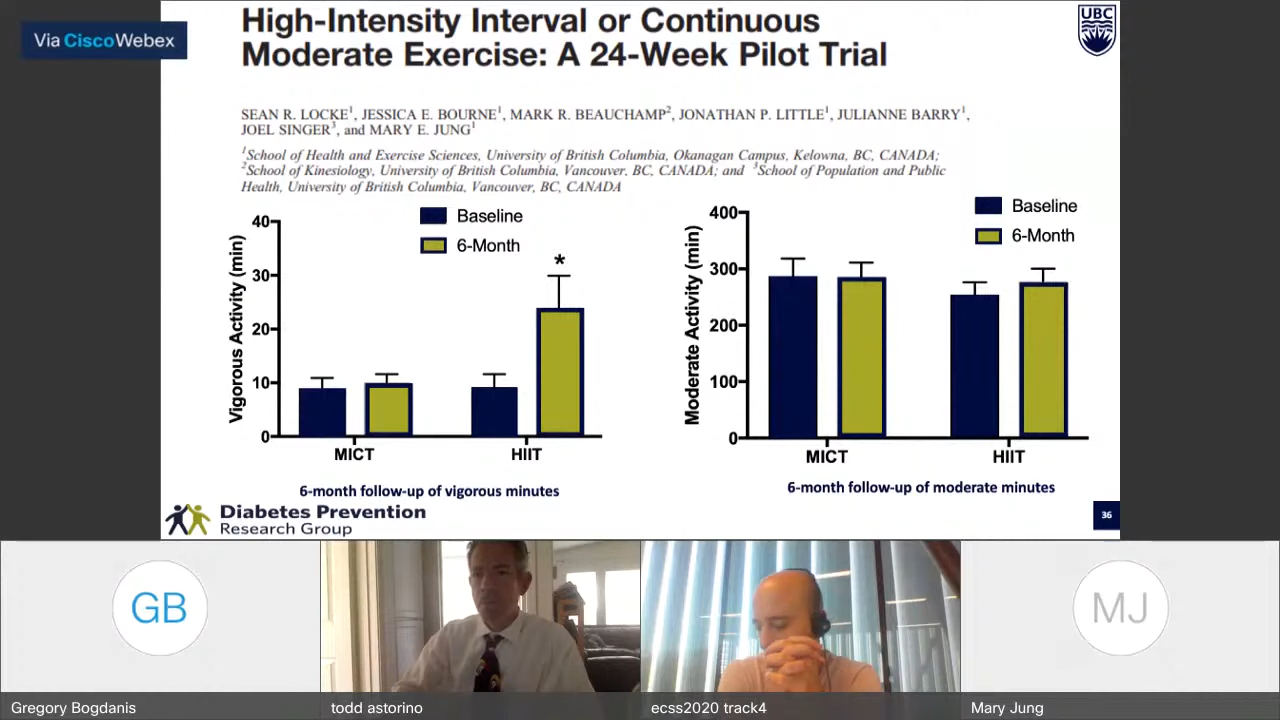 Via Cisco Webex
High-Intensity Interval or Continuous
Moderate Exercise: A 24-Week Pilot Trial
UBC
SEAN R. LOCKE1, JESSICA E. BOURNE1, MARK R. BEAUCHAMP2, JONATHAN P. LITTLE1, JULIANNE BARRY1,
JOEL SINGER3, and MARY E. JUNG1
1School of Health and Exercise Sciences, University of British Columbia, Okanagan Campus, Kelowna, BC, CANADA;
2School of Kinesiology, University of British Columbia, Vancouver, BC, CANADA; and 3School of Population and Public
Health, University of British Columbia, Vancouver, BC, CANADA
Vigorous Activity (min)
40
30
20
10
0
Baseline
6-Month
*
MICT
HIIT
6-month follow-up of vigorous minutes
Moderate Activity (min)
400
300
200
100
0
Baseline
6-Month
MICT
HIIT
6-month follow-up of moderate minutes
Diabetes Prevention
Research Group
36
GB
MJ
Gregory Bogdanis
todd astorino
ecss2020 track4
Mary Jung